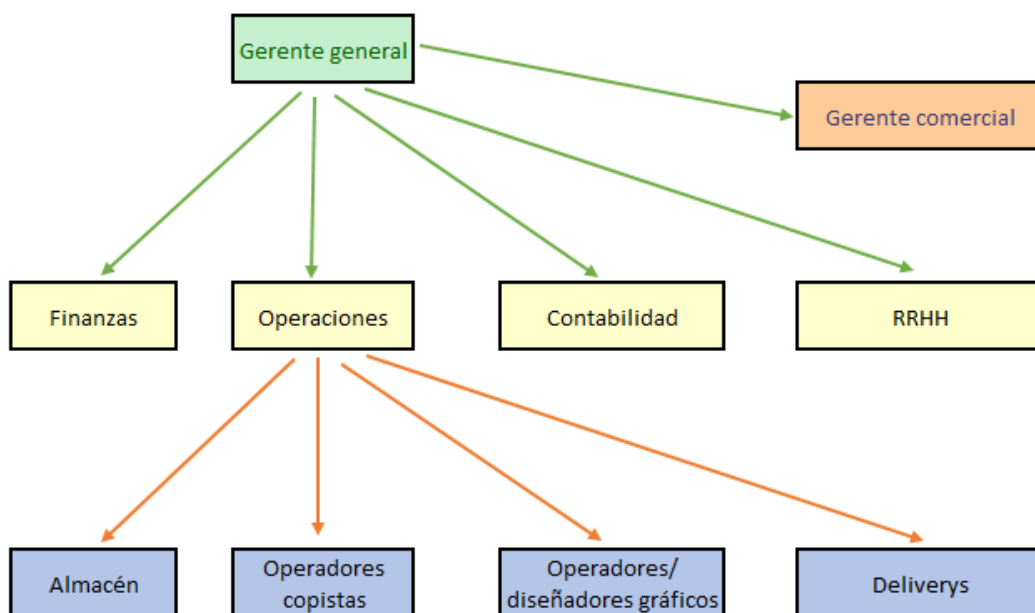 Gerente general
Gerente comercial
Finanzas
Operaciones
Contabilidad
RRHH
Almacén
Operadores
copistas
Operadores/
diseñadores gráficos
Deliverys